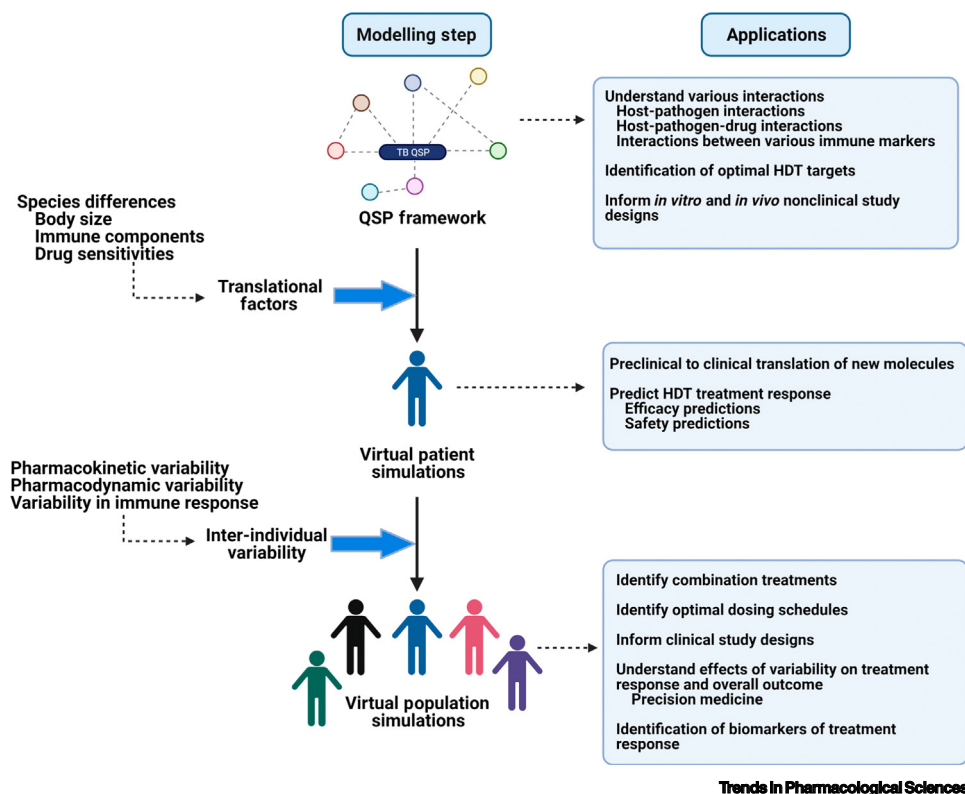 Modelling step
Applications
TB QSP
QSP framework
Understand various interactions
Host-pathogen interactions
Host-pathogen-drug interactions
Interactions between various immune markers
Identification of optimal HDT targets
Inform in vitro and in vivo nonclinical study
designs
Species differences
Body size
Immune components
Drug sensitivities
Translational
factors
Virtual patient
simulations
Preclinical to clinical translation of new molecules
Predict HDT treatment response
Efficacy predictions
Safety predictions
Pharmacokinetic variability
Pharmacodynamic variability
Variability in immune response
Inter-individual
variability
Virtual population
simulations
Identify combination treatments
Identify optimal dosing schedules
Inform clinical study designs
Understand effects of variability on treatment
response and overall outcome
Precision medicine
Identification of biomarkers of treatment
response
Trends in Pharmacological Sciences